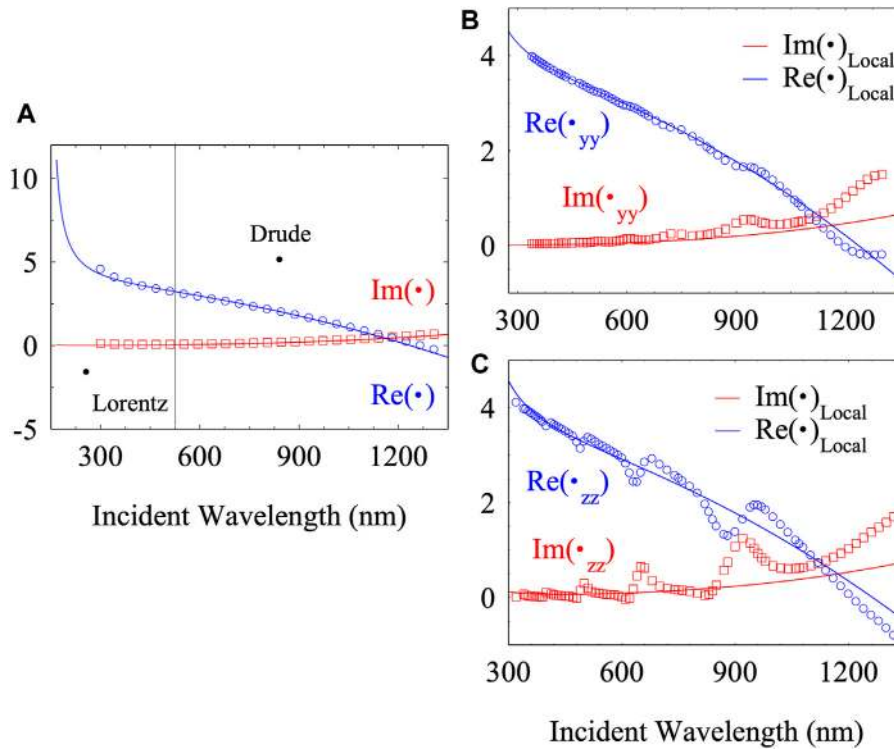 A
10
5
0
-5
Drude
Im(•)
Re(•)
Lorentz
300 600 900 1200
Incident Wavelength (nm)
B
4
2
0
Im(•)Local
Re(•)Local
Re(•yy)
Im(•yy)
300 600 900 1200
C
4
2
0
Im(•)Local
Re(•)Local
Re(•zz)
Im(•zz)
300 600 900 1200
Incident Wavelength (nm)